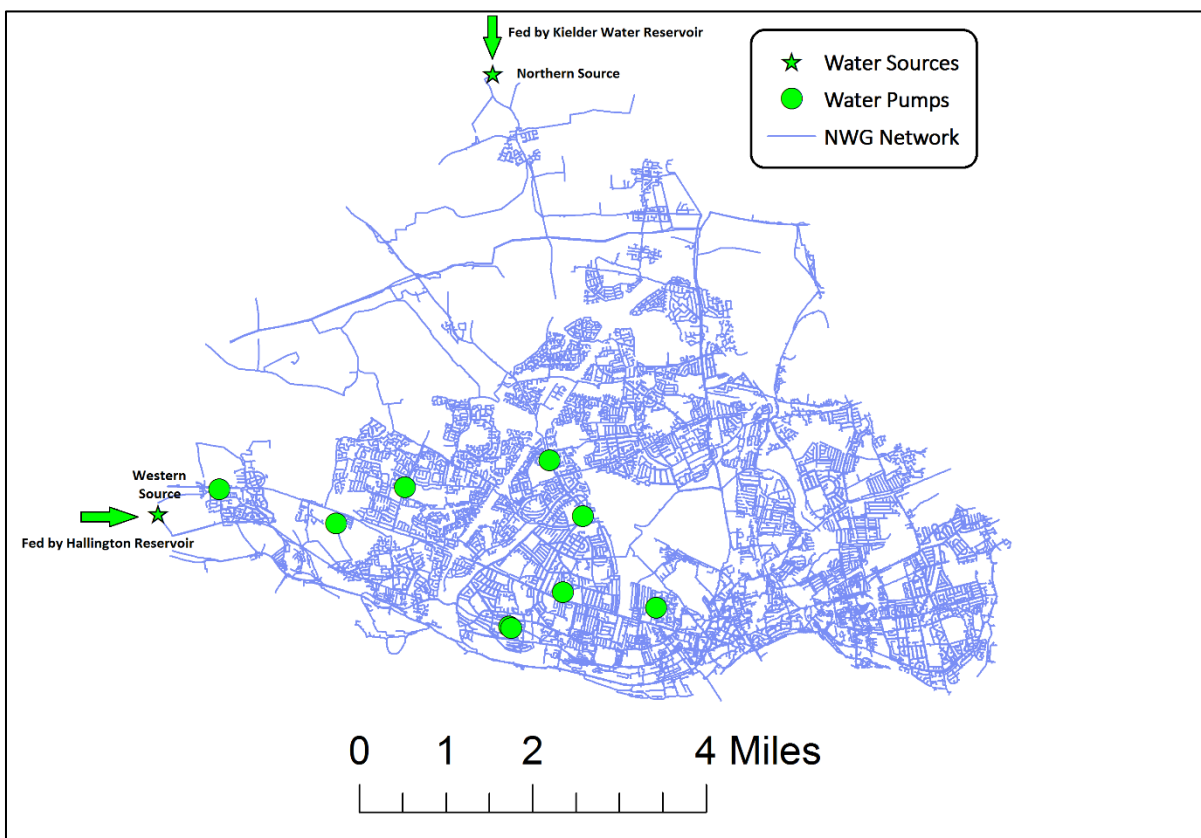 Fed by Kielder Water Reservoir
Northern Source
Water Sources
Water Pumps
NWG Network
Western
Source
Fed by Hallington Reservoir
0 1 2 4 Miles